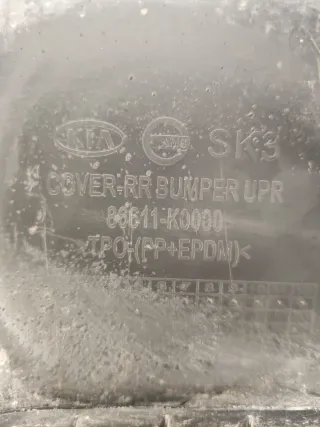 KIA SK3
COVER-RR BUMPER UPR
86611-K0000
>TPO-(PP+EPDM)<